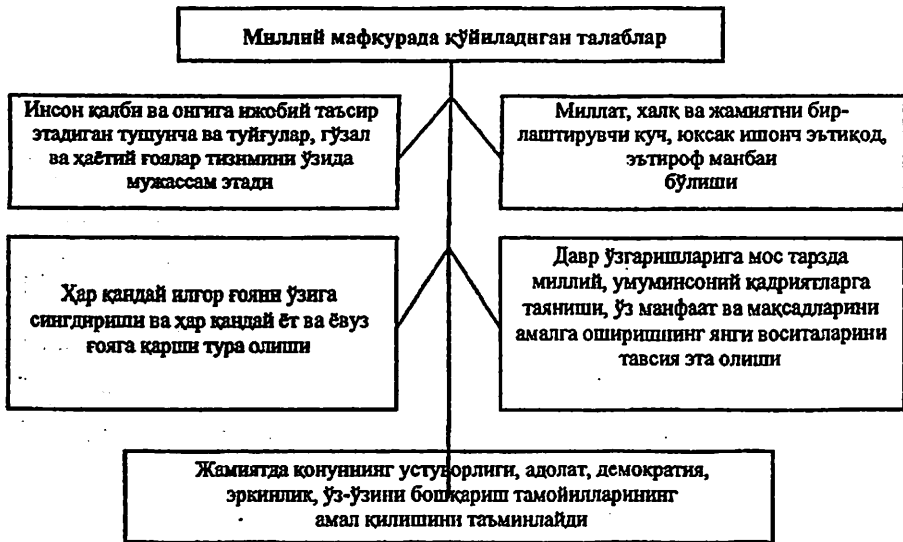 Миллий мафкурада қўйиладиган талаблар
Инсон қалби ва онгига ижобий таъсир
этадиган тушунча ва туйғулар, гўзал
ва ҳаётий ғоялар тизимини ўзида
мужассам этади
Миллат, халқ ва жамиятни бир-
лаштирувчи куч, юксак ишонч эътиқод,
эътироф манбаи
бўлиши
Ҳар қандай илғор ғояни ўзига
сингдириши ва ҳар қандай ёт ва ёвуз
ғояга қарши тура олиши
Давр ўзгаришларига мос тарзда
миллий, умуминсоний қадриятларга
таяниши, ўз манфаат ва мақсадларини
амалга оширишнинг янги воситаларини
тавсия эта олиши
Жамиятда қонуннинг устуворлиги, адолат, демократия,
эркинлик, ўз-ўзини бошқариш тамойилларининг
амал қилишини таъминлайди